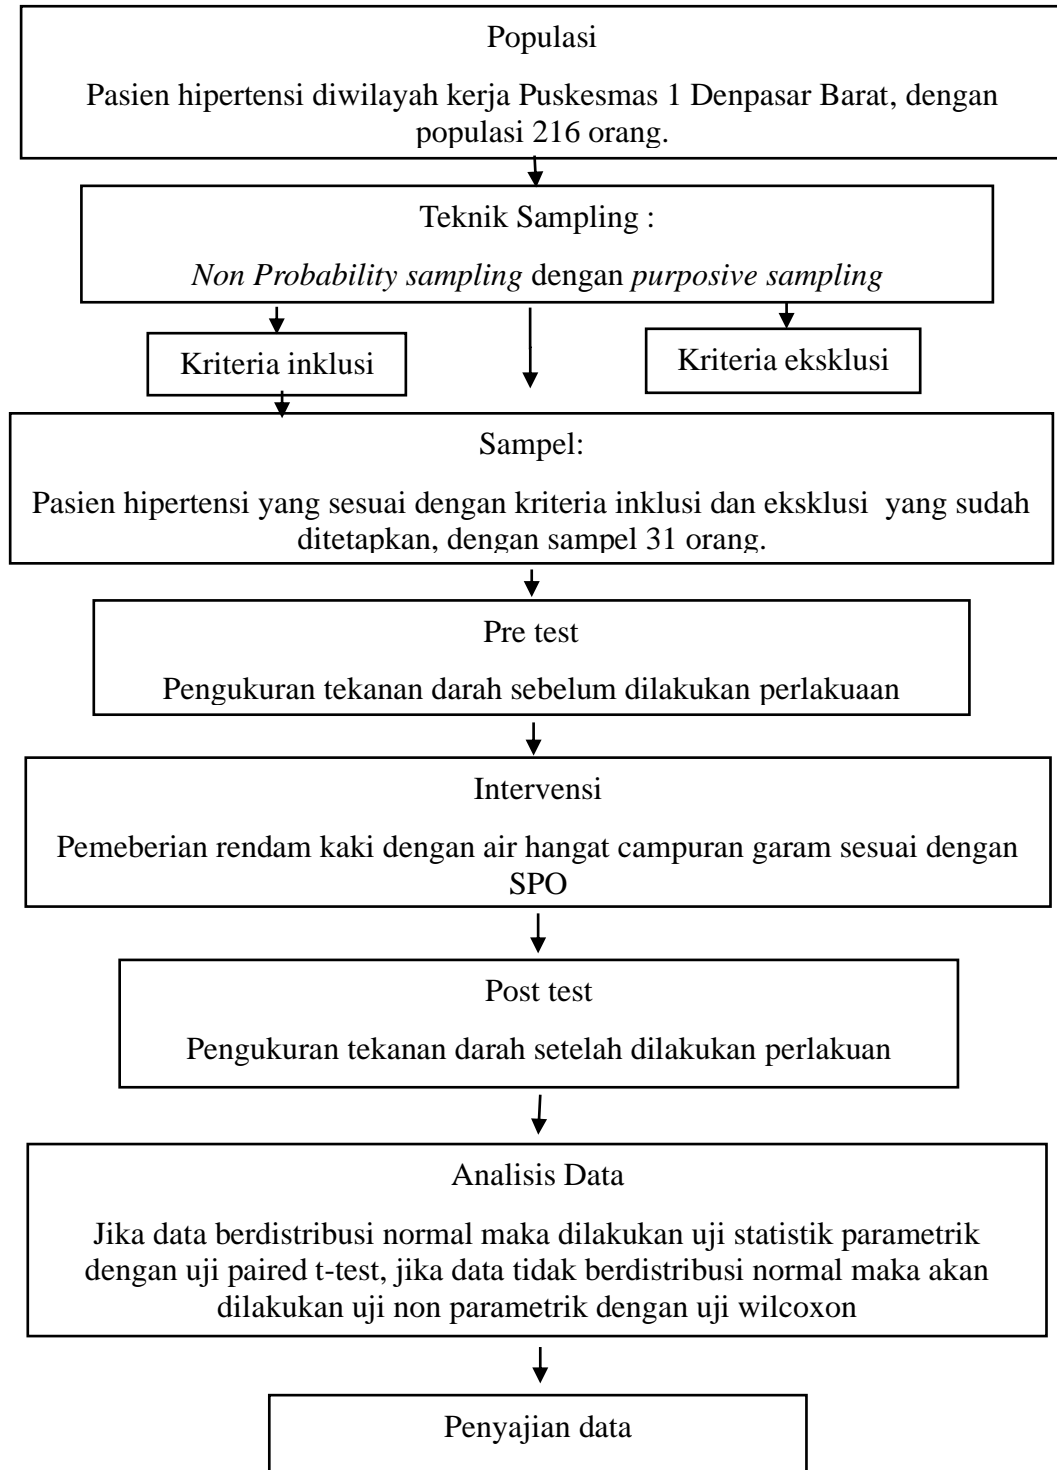 Populasi
Pasien hipertensi diwilayah kerja Puskesmas 1 Denpasar Barat, dengan
populasi 216 orang.
Teknik Sampling :
Non Probability sampling dengan purposive sampling
Kriteria inklusi
Kriteria eksklusi
Sampel:
Pasien hipertensi yang sesuai dengan kriteria inklusi dan eksklusi  yang sudah
ditetapkan, dengan sampel 31 orang.
Pre test
Pengukuran tekanan darah sebelum dilakukan perlakuaan
Intervensi
Pemeberian rendam kaki dengan air hangat campuran garam sesuai dengan
SPO
Post test
Pengukuran tekanan darah setelah dilakukan perlakuan
Analisis Data
Jika data berdistribusi normal maka dilakukan uji statistik parametrik
dengan uji paired t-test, jika data tidak berdistribusi normal maka akan
dilakukan uji non parametrik dengan uji wilcoxon
Penyajian data